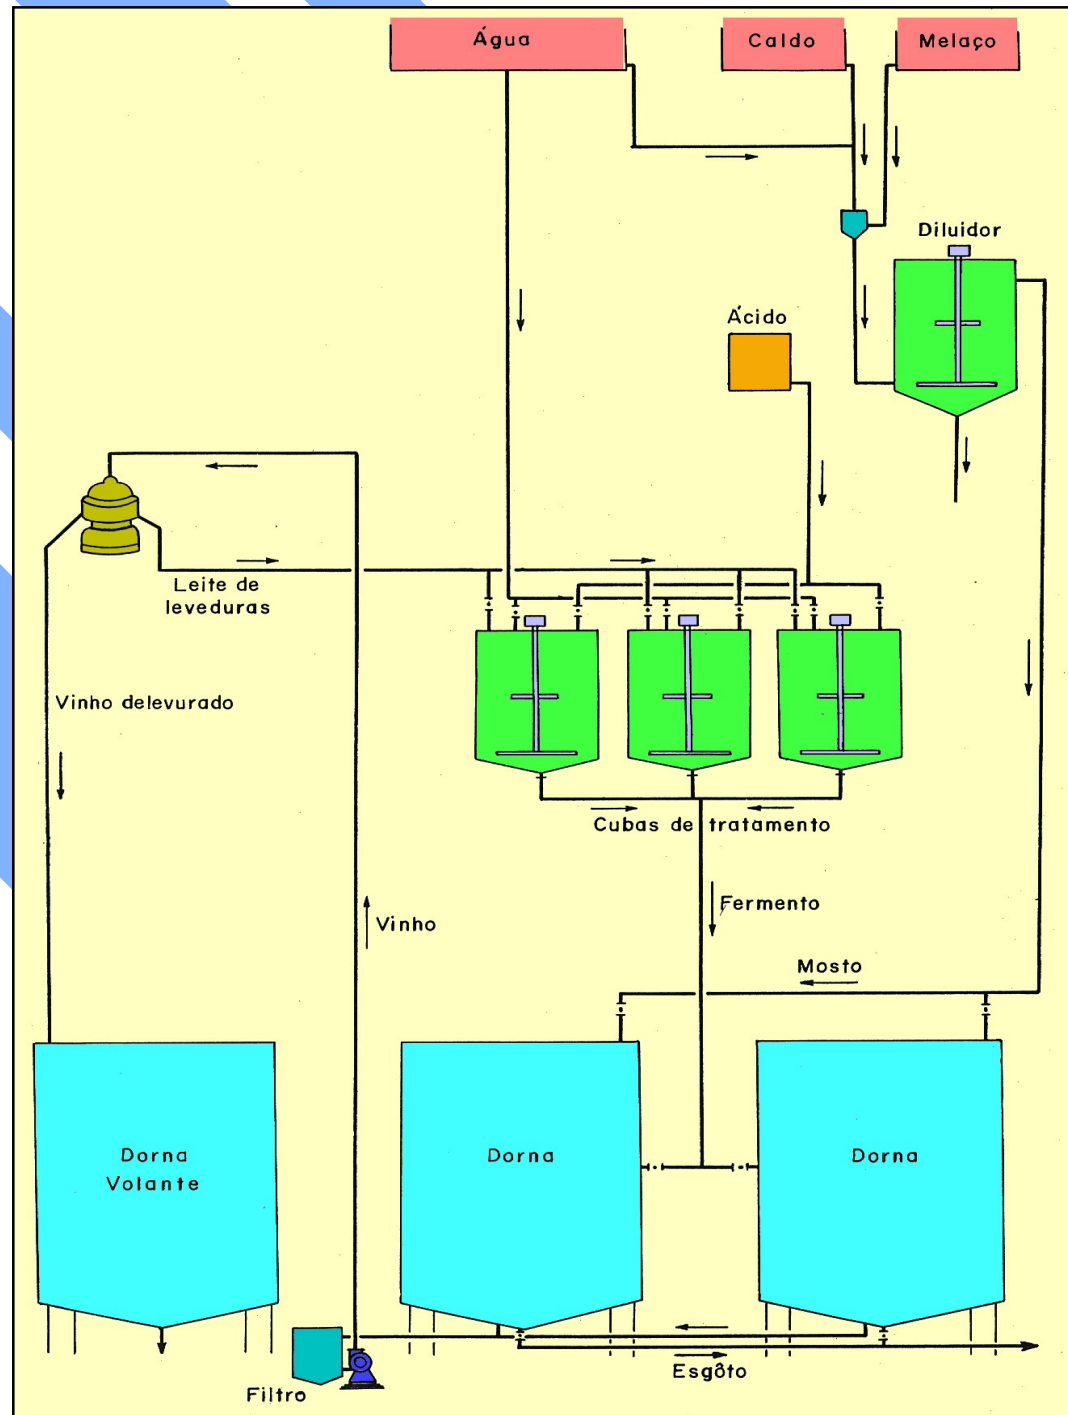 Água
Caldo
Melaço
Diluidor
Ácido
Leite de
leveduras
Vinho delevurado
Cubas de tratamento
Fermento
Vinho
Mosto
Dorna
Volante
Dorna
Dorna
Esgôto
Filtro